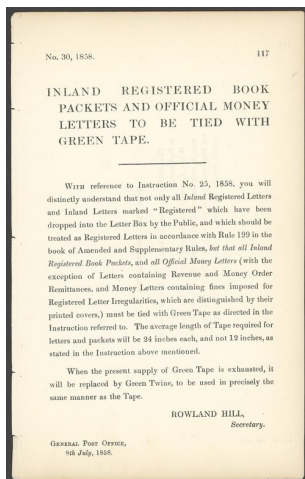 No. 30, 1858.
447
INLAND REGISTERED BOOK
PACKETS AND OFFICIAL MONEY
LETTERS TO BE TIED WITH
GREEN TAPE.
WITH reference to Instruction No. 25, 1858, you will
distinctly understand that not only all Inland Registered Letters
and Inland Letters marked "Registered" which have been
dropped into the Letter Box by the Public, and which should be
treated as Registered Letters in accordance with Rule 199 in the
book of Amended and Supplementary Rules, but that all Inland
Registered Book Packets, and all Official Money Letters (with the
exception of Letters containing Revenue and Money Order
Remittances, and Money Letters containing fines imposed for
Registered Letter Irregularities, which are distinguished by their
printed covers,) must be tied with Green Tape as directed in the
Instruction referred to. The average length of Tape required for
letters and packets will be 24 inches each, and not 12 inches, as
stated in the Instruction above mentioned.
When the present supply of Green Tape is exhausted, it
will be replaced by Green Twine, to be used in precisely the
same manner as the Tape.
ROWLAND HILL,
Secretary.
GENERAL POST OFFICE,
8th July, 1858.